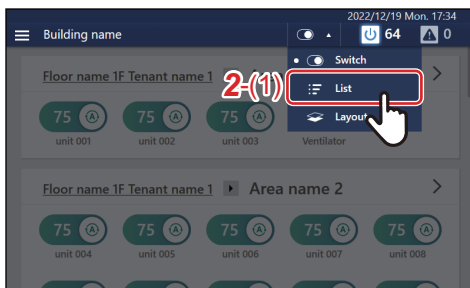 2022/12/19 Mon. 17:34
Building name
64
0
Switch
2-(1)
List
Layout
Floor name 1F Tenant name 1
75
75
75
unit 001
unit 002
unit 003
Ventilator
Floor name 1F Tenant name 1
Area name 2
75
75
75
75
75
unit 004
unit 005
unit 006
unit 007
unit 008